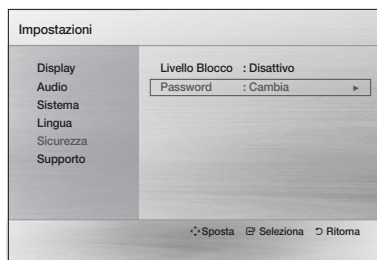 Impostazioni
Display
Audio
Sistema
Lingua
Sicurezza
Supporto
Livello Blocco : Disattivo
Password : Cambia ►
Sposta Seleziona Ritorna